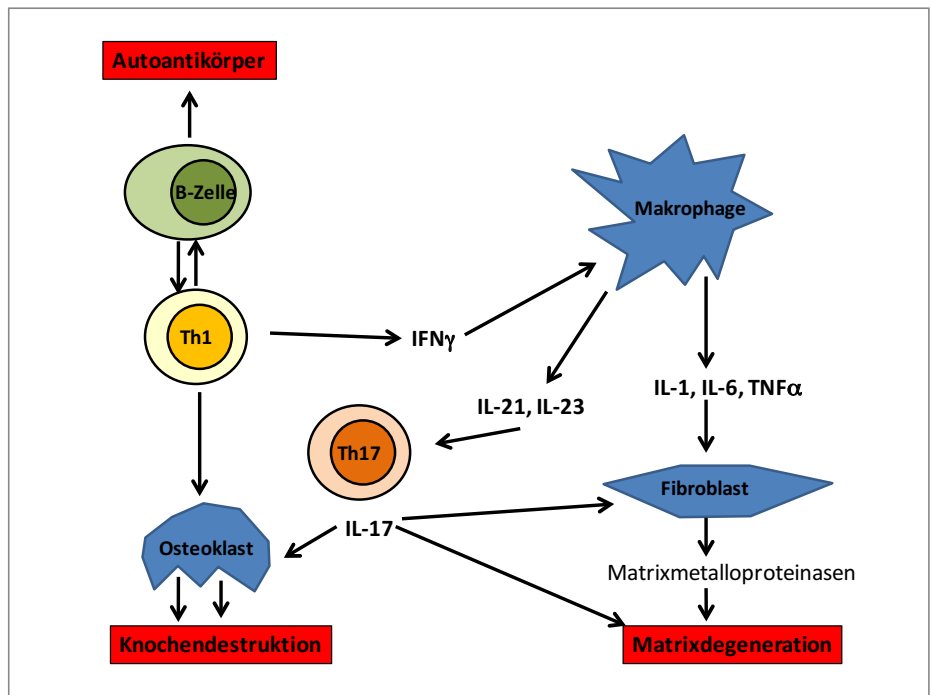 Autoantikörper
B-Zelle
Makrophage
Th1
IFNγ
IL-1, IL-6, TNFα
IL-21, IL-23
Th17
Fibroblast
IL-17
Osteoklast
Matrixmetalloproteinasen
Knochendestruktion
Matrixdegeneration